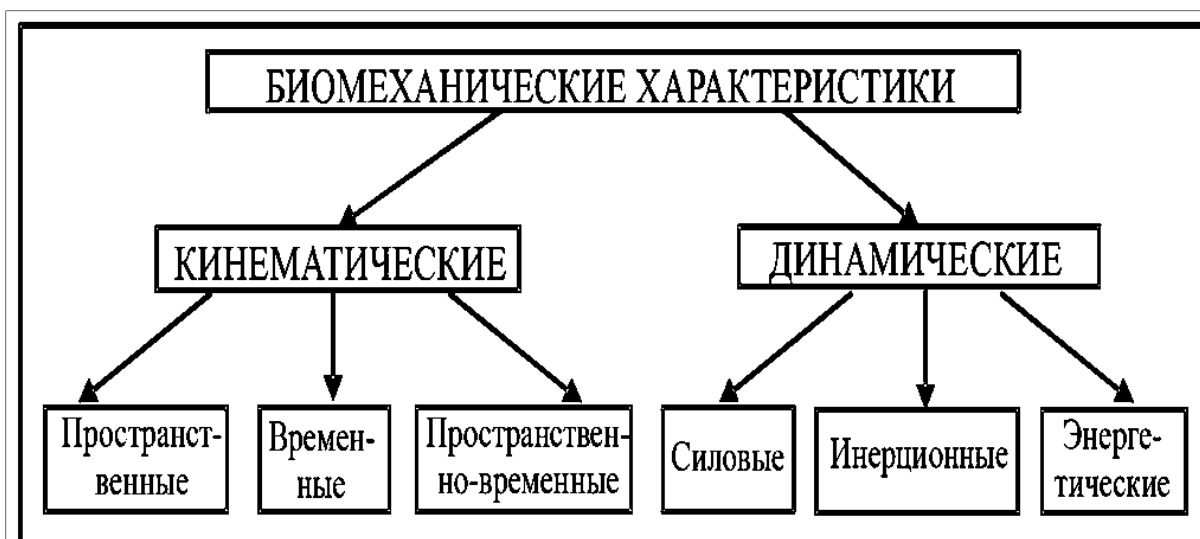 БИОМЕХАНИЧЕСКИЕ ХАРАКТЕРИСТИКИ
КИНЕМАТИЧЕСКИЕ
ДИНАМИЧЕСКИЕ
Пространст-
венные
Времен-
ные
Пространствен-
но-временные
Силовые
Инерционные
Энерге-
тические